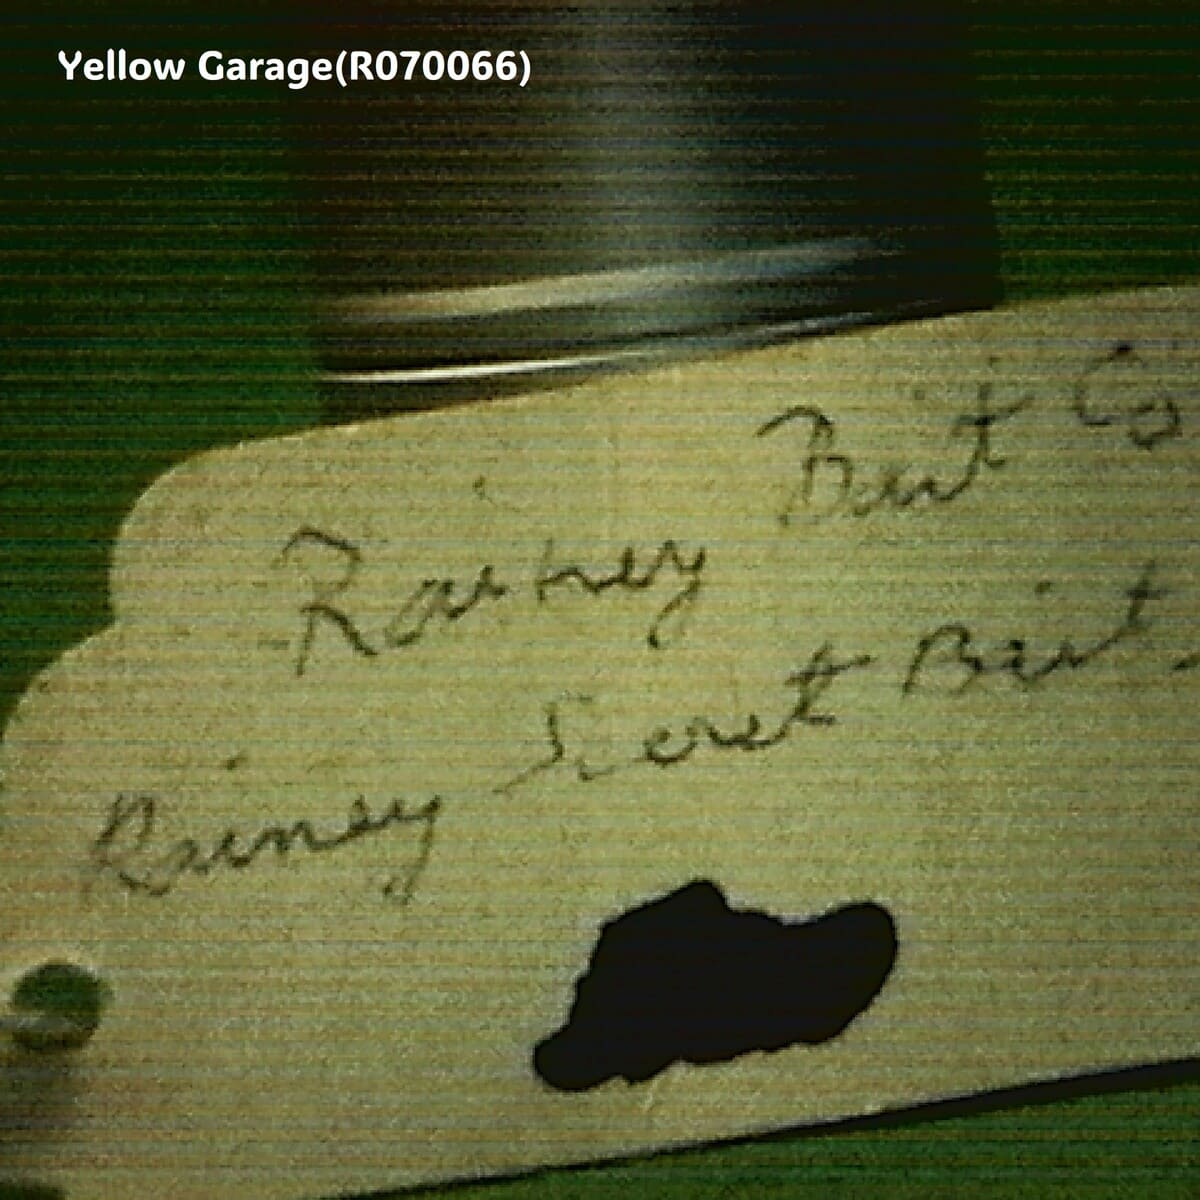 Yellow Garage(R070066)
Rainey Bait Co
Rainey Secret Bait